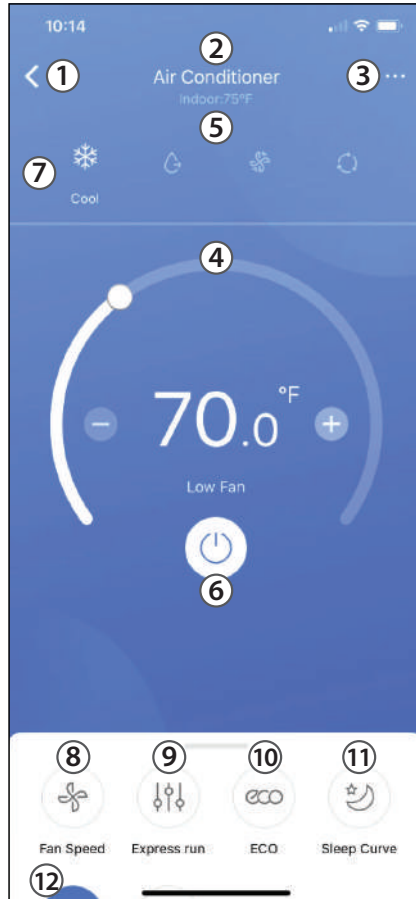 10:14
②
① Air Conditioner ③
Indoor:75°F
⑤
⑦
Cool
④
70.0°F
Low Fan
⑥
⑧ ⑨ ⑩ ⑪
eco
Fan Speed Express run ECO Sleep Curve
⑫